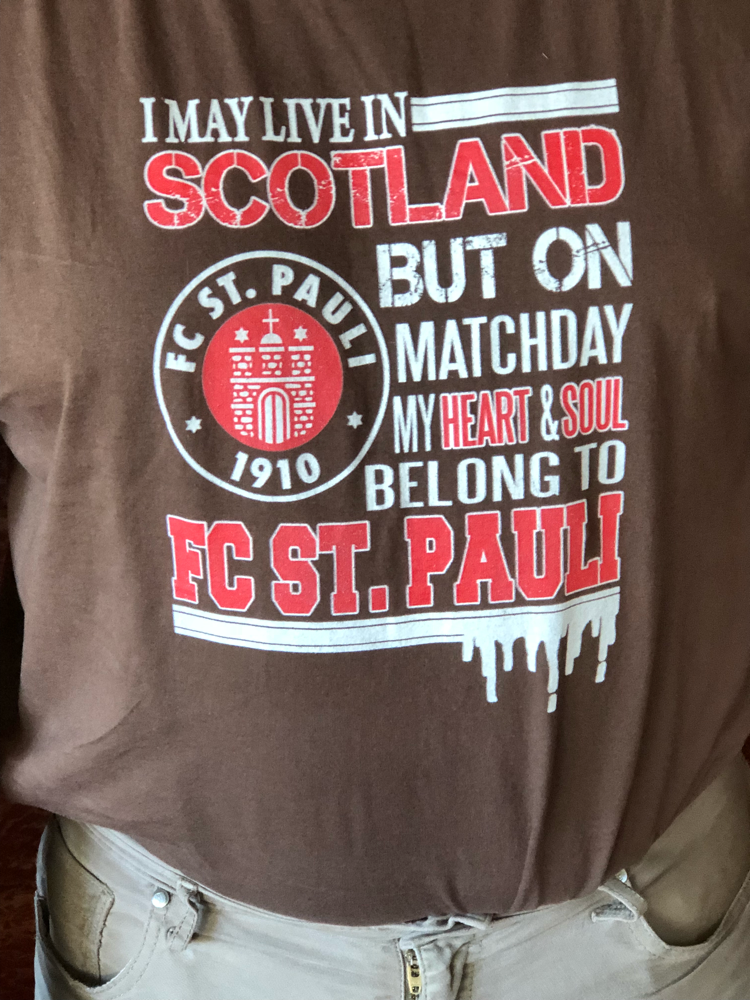 I MAY LIVE IN
SCOTLAND
BUT ON
MATCHDAY
MY HEART & SOUL
BELONG TO
FC ST. PAULI
FC ST. PAULI
1910